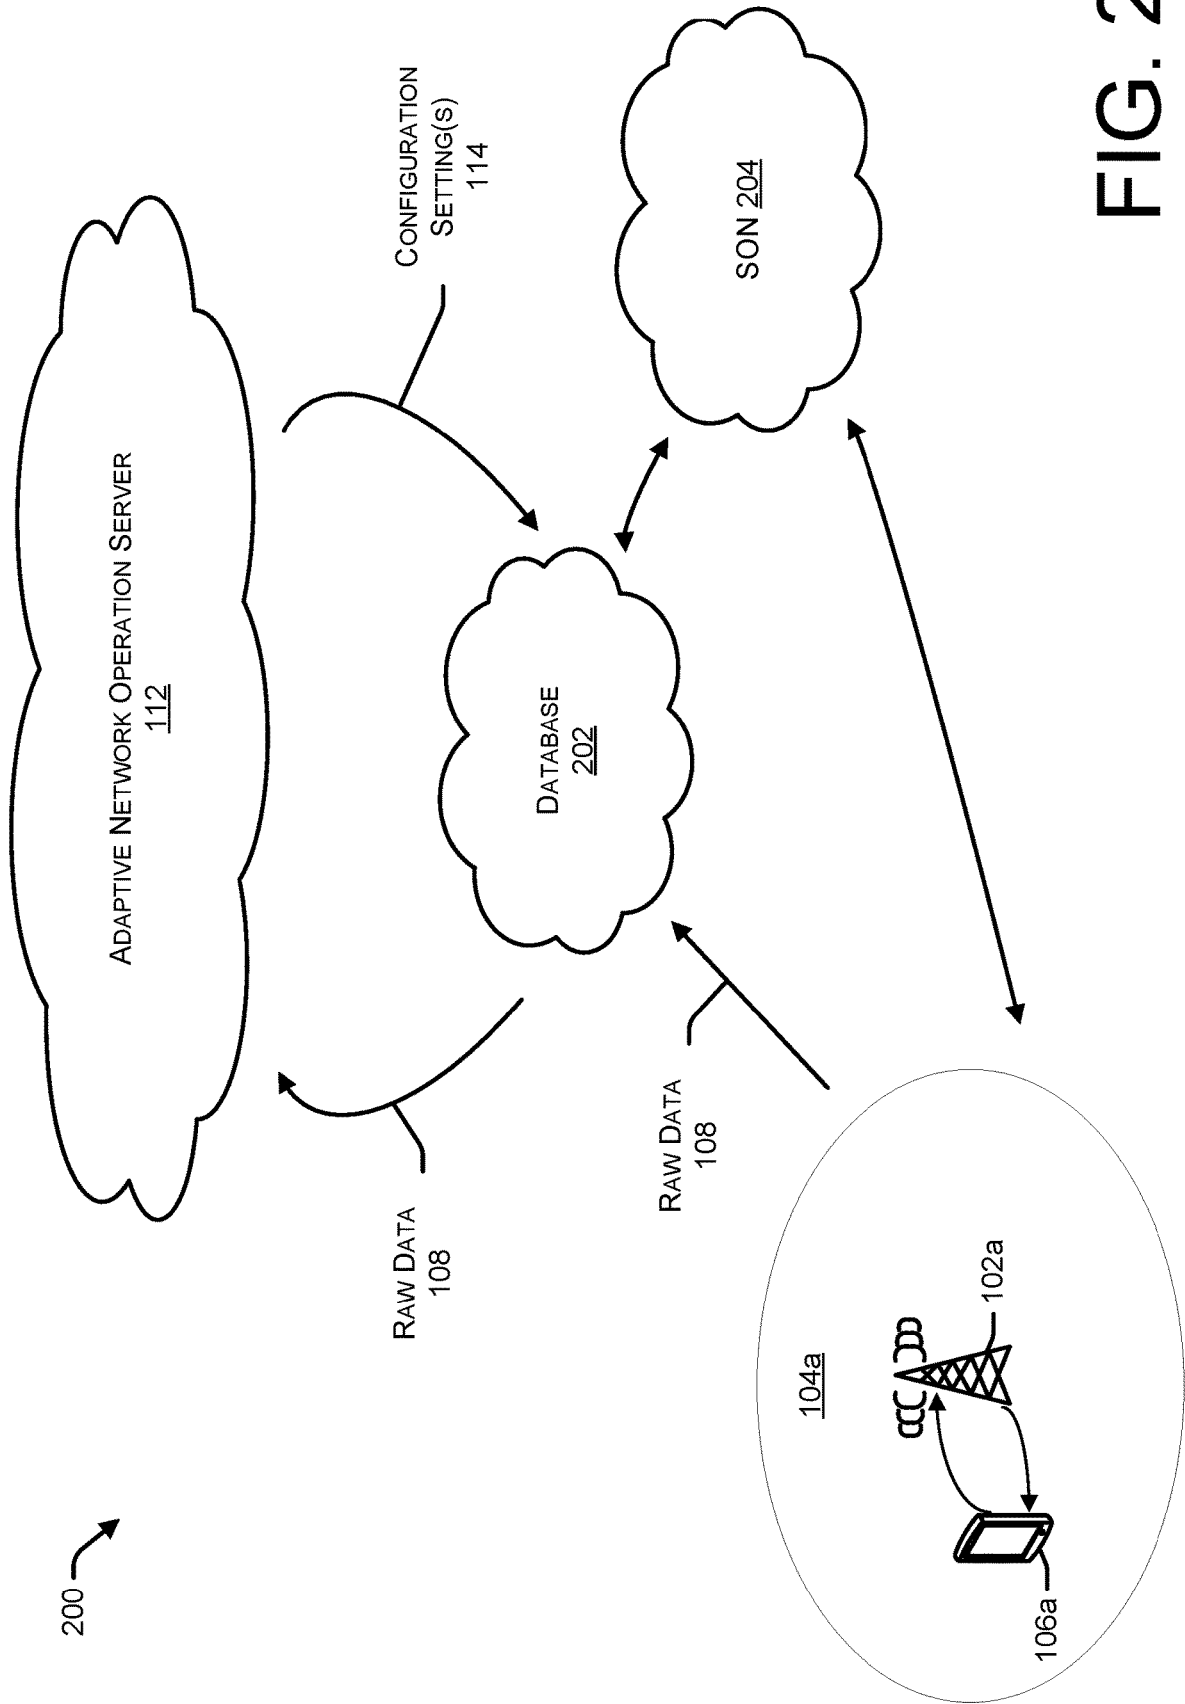 200
ADAPTIVE NETWORK OPERATION SERVER
112
CONFIGURATION
SETTING(S)
114
RAW DATA
108
DATABASE
202
RAW DATA
108
SON 204
104a
102a
106a
FIG. 2